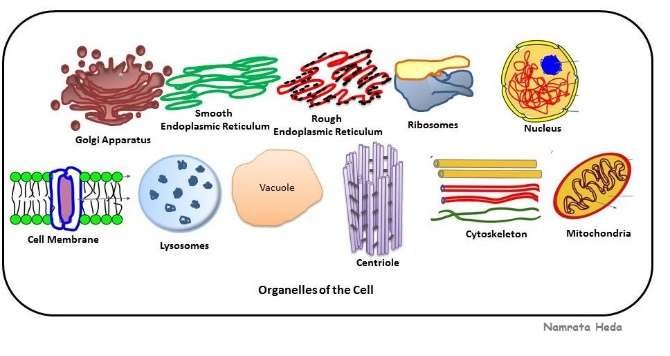 Golgi Apparatus
Smooth
Endoplasmic Reticulum
Rough
Endoplasmic Reticulum
Ribosomes
Nucleus
Cell Membrane
Lysosomes
Vacuole
Centriole
Cytoskeleton
Mitochondria
Organelles of the Cell
Namrata Heda